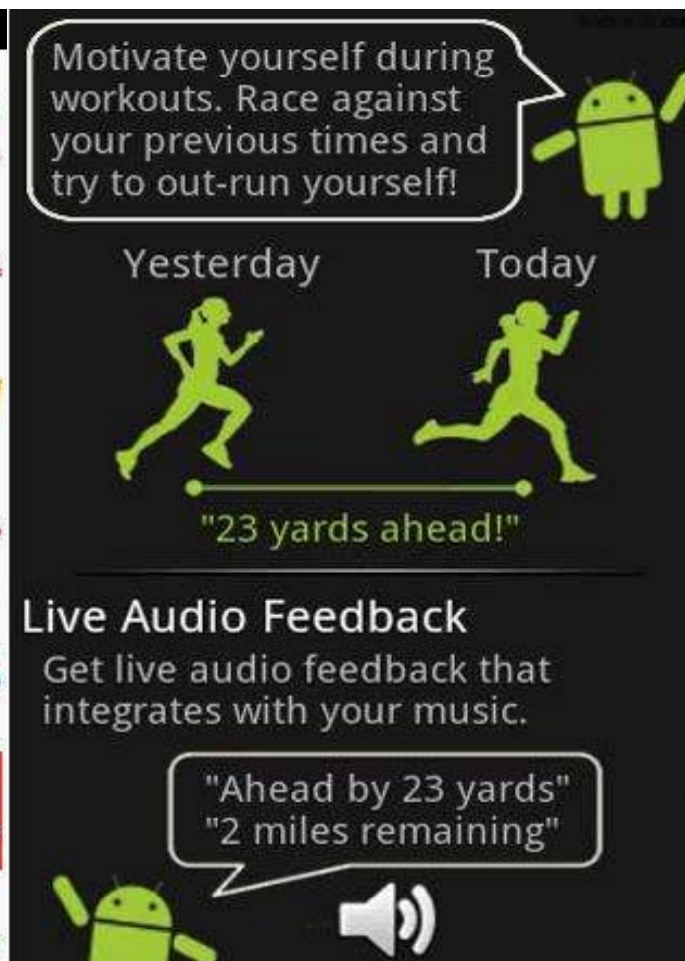 Motivate yourself during
workouts. Race against
your previous times and
try to out-run yourself!
Yesterday Today
"23 yards ahead!"
Live Audio Feedback
Get live audio feedback that
integrates with your music.
"Ahead by 23 yards"
"2 miles remaining"